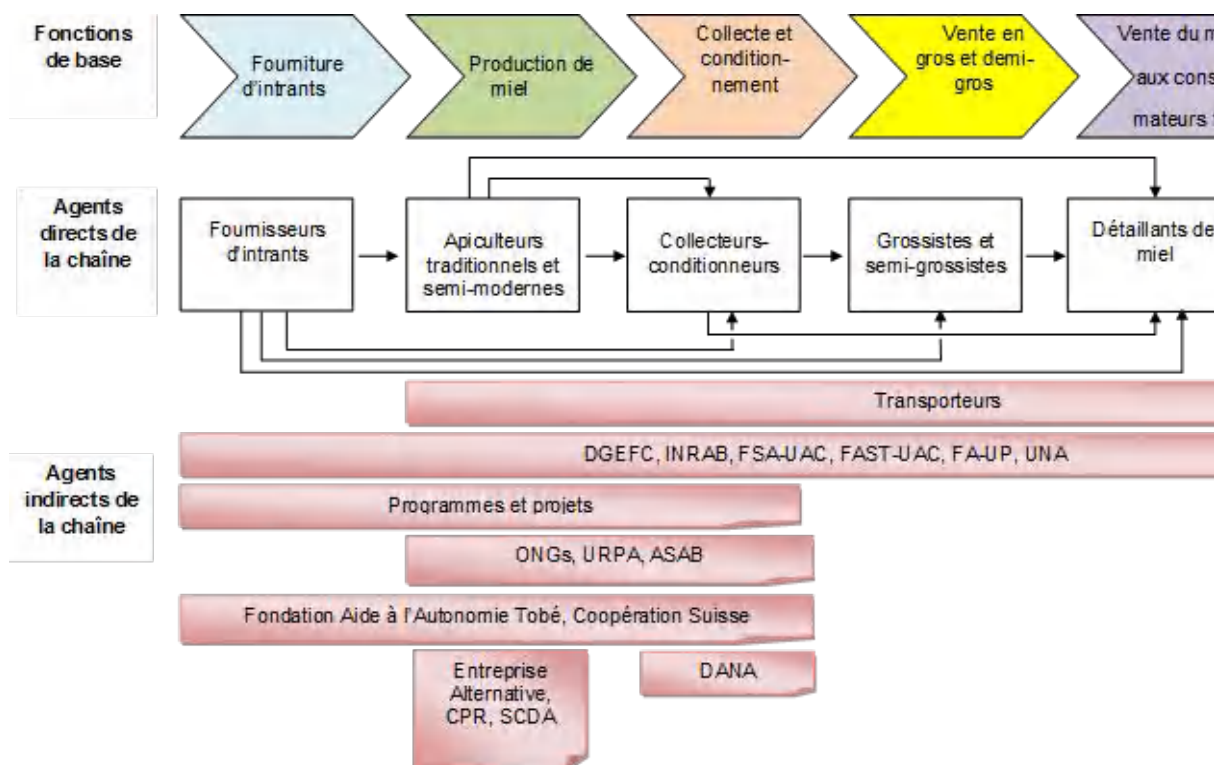 Fonctions
de base
Fourniture
d'intrants
Production de
miel
Collecte et
condition-
nement
Vente en
gros et demi-
gros
Vente du
aux cons
mateurs
Agents
directs de
la chaîne
Fournisseurs
d'intrants
Apiculteurs
traditionnels et
semi-modernes
Collecteurs-
conditionneurs
Grossistes et
semi-grossistes
Détaillants de
miel
Agents
indirects de
la chaîne
Transporteurs
DGEFC, INRAB, FSA-UAC, FAST-UAC, FA-UP, UNA
Programmes et projets
ONGs, URPA, ASAB
Fondation Aide à l'Autonomie Tobé, Coopération Suisse
Entreprise
Alternative,
CPR, SCDA
DANA